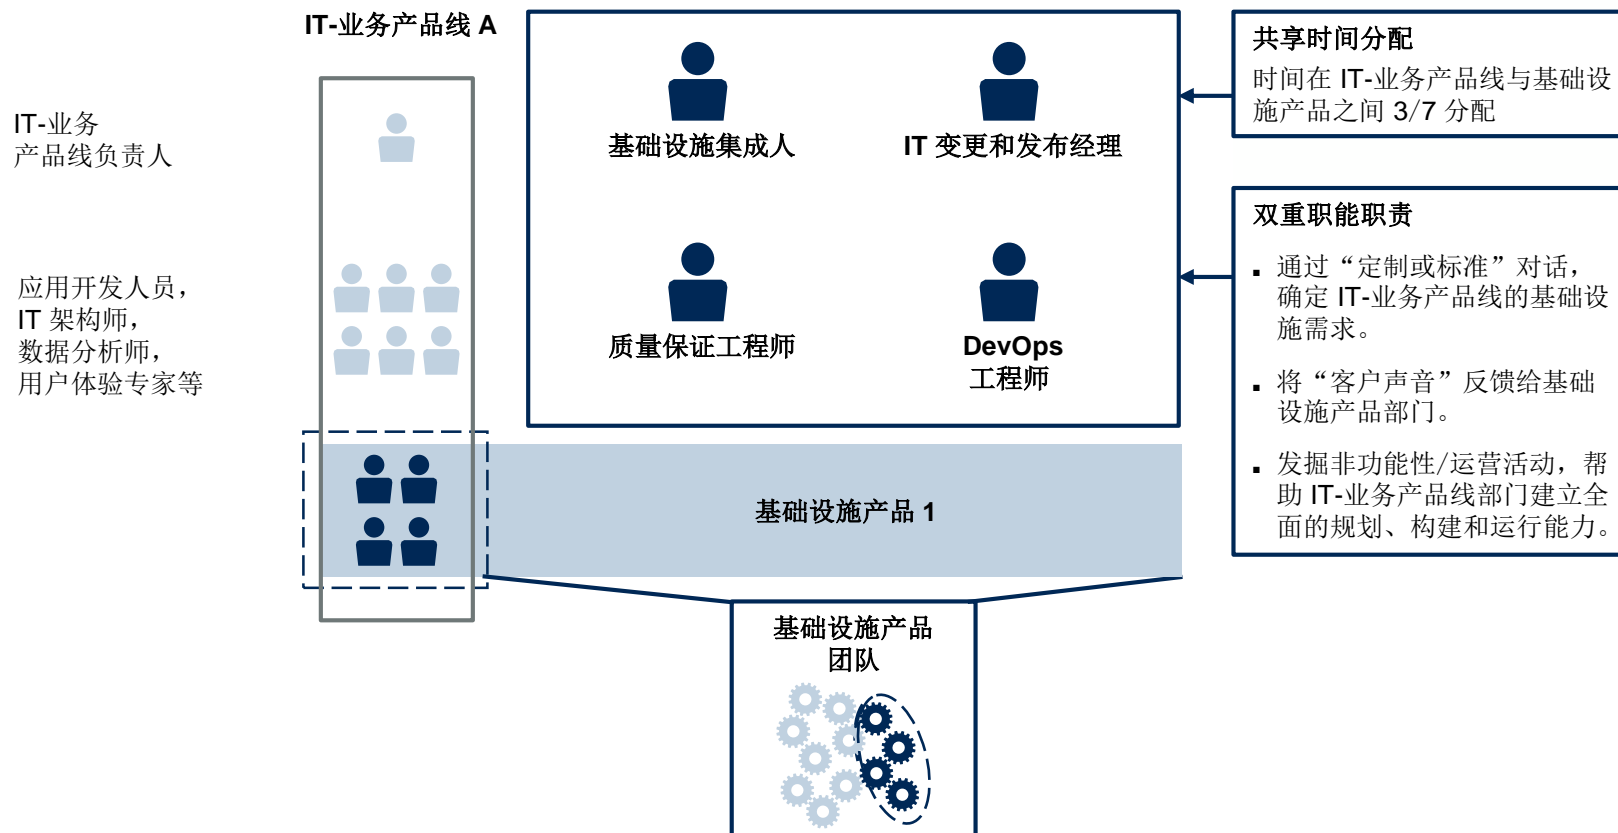 IT-业务产品线 A
IT-业务
产品线负责人
应用开发人员，
IT 架构师，
数据分析师，
用户体验专家等
基础设施集成人
IT 变更和发布经理
质量保证工程师
DevOps
工程师
共享时间分配
时间在 IT-业务产品线与基础设
施产品之间 3/7 分配
双重职能职责
▪ 通过“定制或标准”对话，
确定 IT-业务产品线的基础设
施需求。
▪ 将“客户声音”反馈给基础
设施产品部门。
▪ 发掘非功能性/运营活动，帮
助 IT-业务产品线部门建立全
面的规划、构建和运行能力。
基础设施产品 1
基础设施产品
团队